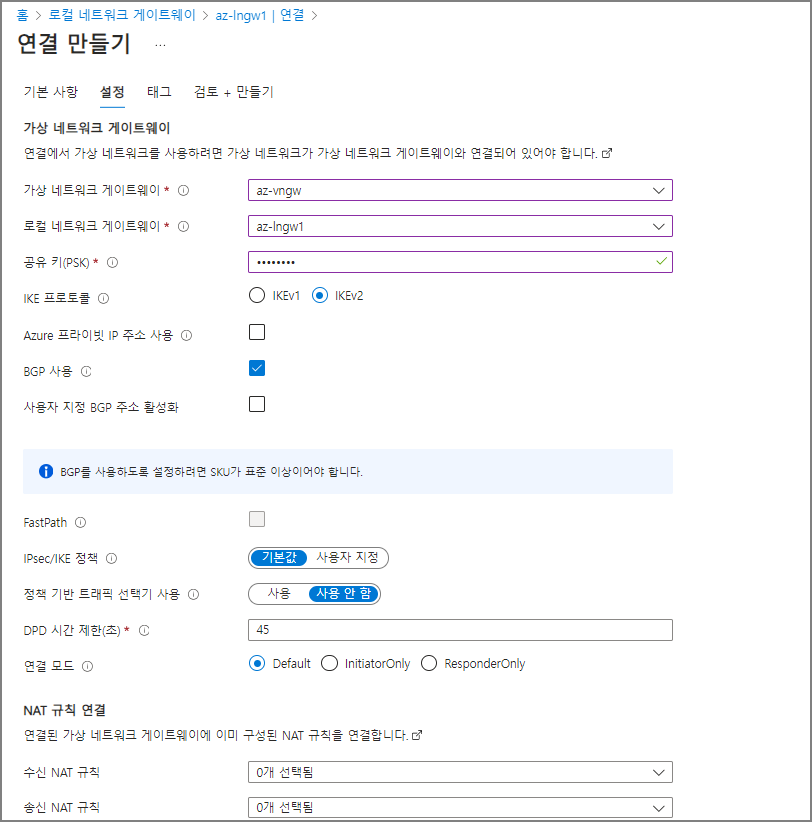 홈 > 로컬 네트워크 게이트웨이 > az-lngw1 | 연결 >
연결 만들기 ...
기본 사항 설정 태그 검토 + 만들기
가상 네트워크 게이트웨이
연결에서 가상 네트워크를 사용하려면 가상 네트워크가 가상 네트워크 게이트웨이와 연결되어 있어야 합니다.
가상 네트워크 게이트웨이 * az-vngw
로컬 네트워크 게이트웨이 * az-lngw1
공유 키(PSK) * ••••••••
IKE 프로토콜 IKEv1 IKEv2
Azure 프라이빗 IP 주소 사용
BGP 사용
사용자 지정 BGP 주소 활성화
BGP를 사용하도록 설정하려면 SKU가 표준 이상이어야 합니다.
FastPath
IPsec/IKE 정책 기본값 사용자 지정
정책 기반 트래픽 선택기 사용 사용 사용 안 함
DPD 시간 제한(초) * 45
연결 모드 Default InitiatorOnly ResponderOnly
NAT 규칙 연결
연결된 가상 네트워크 게이트웨이에 이미 구성된 NAT 규칙을 연결합니다.
수신 NAT 규칙 0개 선택됨
송신 NAT 규칙 0개 선택됨